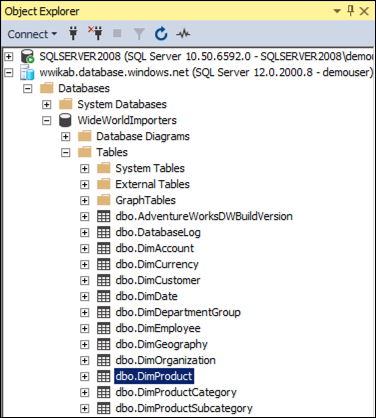 Object Explorer
Connect
SQLSERVER2008 (SQL Server 10.50.6592.0 - SQLSERVER2008\demou
wwikab.database.windows.net (SQL Server 12.0.2000.8 - demouser)
Databases
System Databases
WideWorldImporters
Database Diagrams
Tables
System Tables
External Tables
GraphTables
dbo.AdventureWorksDWBuildVersion
dbo.DatabaseLog
dbo.DimAccount
dbo.DimCurrency
dbo.DimCustomer
dbo.DimDate
dbo.DimDepartmentGroup
dbo.DimEmployee
dbo.DimGeography
dbo.DimOrganization
dbo.DimProduct
dbo.DimProductCategory
dbo.DimProductSubcategory